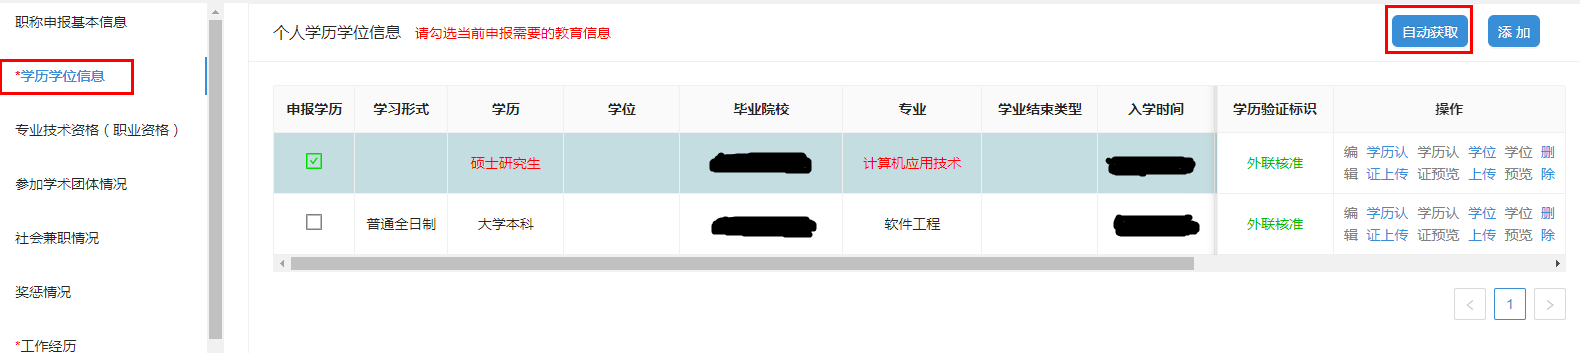 职称申报基本信息
*学历学位信息
专业技术资格（职业资格）
参加学术团体情况
社会兼职情况
奖惩情况
*工作经历
个人学历学位信息 请勾选当前申报需要的教育信息
自动获取 添加
申报学历 学习形式 学历 学位 毕业院校 专业 学业结束类型 入学时间 学历验证标识 操作
硕士研究生 计算机应用技术 外联核准
编 学历认 学历认 学位 学位 删
辑 证上传 证预览 上传 预览 除
普通全日制 大学本科 软件工程 外联核准
编 学历认 学历认 学位 学位 删
辑 证上传 证预览 上传 预览 除
1